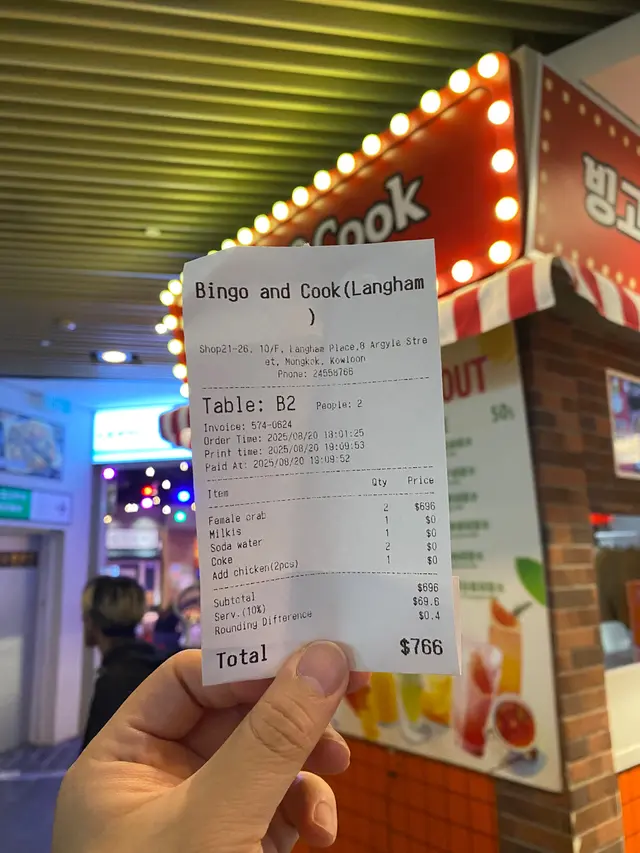 Cook
빙고
Bingo and Cook(Langham
)
Shop21-26, 10/F, Langham Place,8 Argyle Stre
et, Mongkok, Kowloon
Phone: 24558766
Table: B2 People: 2
Invoice: 574-0624
Order Time: 2025/08/20 18:01:25
Print time: 2025/08/20 19:09:53
Paid At: 2025/08/20 19:09:52
Item Qty Price
Female crab 2 $696
Milkis 1 $0
Soda water 1 $0
Coke 2 $0
Add chicken(2pcs) 1 $0
Subtotal $696
Serv.(10%) $69.6
Rounding Difference $0.4
Total $766
OUT